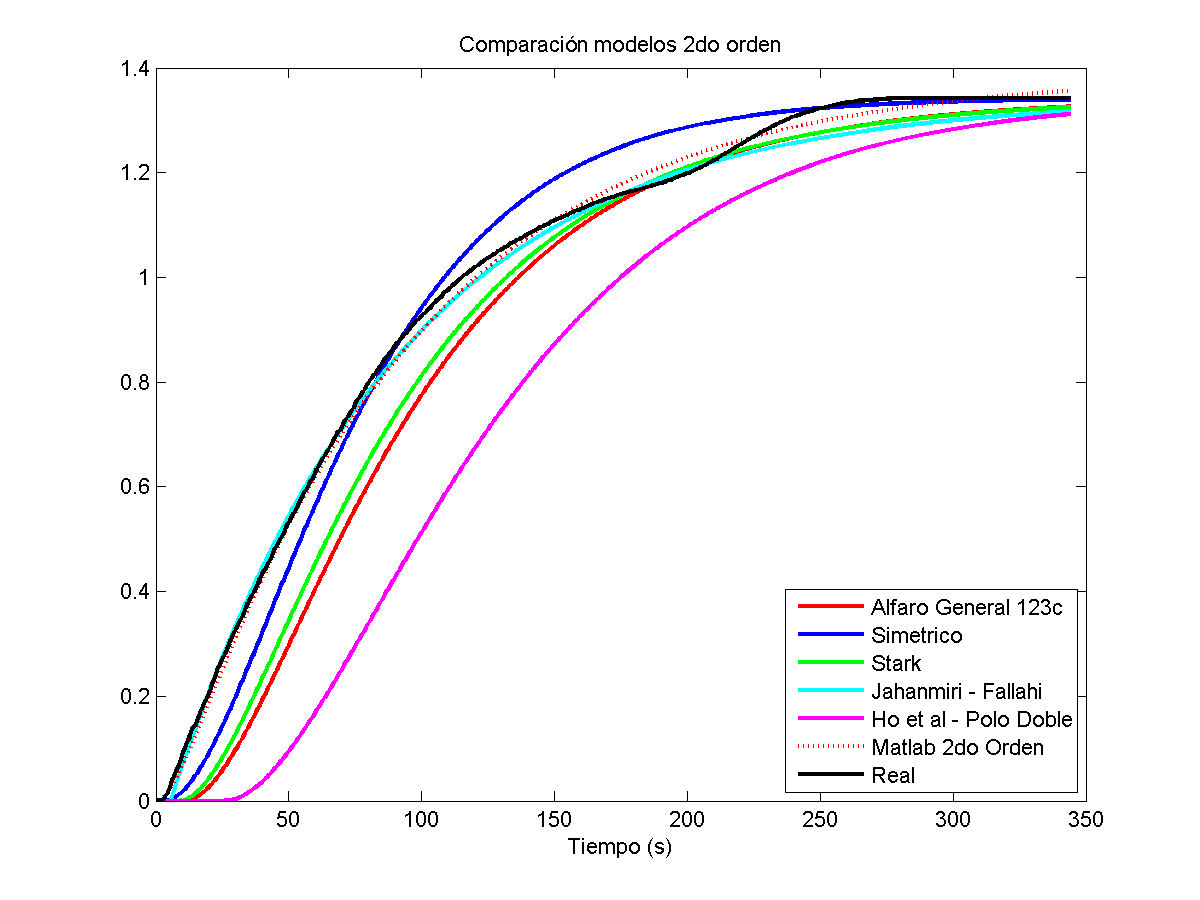 Comparación modelos 2do orden
1.4
1.2
1
0.8
0.6
0.4
0.2
0
0 50 100 150 200 250 300 350
Tiempo (s)
Alfaro General 123c
Simetrico
Stark
Jahanmiri - Fallahi
Ho et al - Polo Doble
Matlab 2do Orden
Real